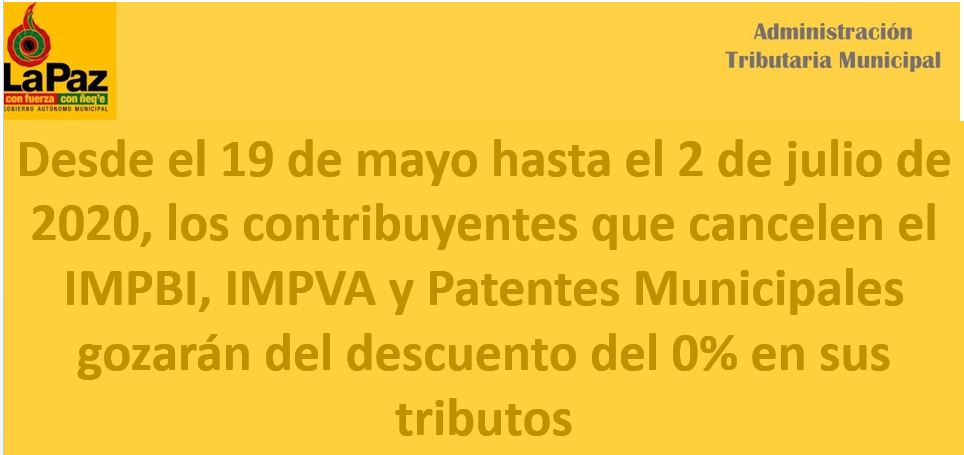 LaPaz
con fuerza con ñeq'e
GOBIERNO AUTÓNOMO MUNICIPAL
Administración
Tributaria Municipal
Desde el 19 de mayo hasta el 2 de julio de
2020, los contribuyentes que cancelen el
IMPBI, IMPVA y Patentes Municipales
gozarán del descuento del 0% en sus
tributos